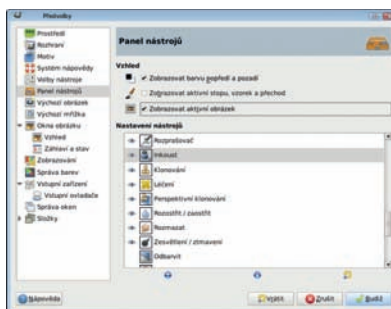 Předvolby
Prostředí
Rozhraní
Motiv
Systém nápovědy
Volby nástroje
Panel nástrojů
Výchozí obrázek
Výchozí mřížka
Okna obrázku
Vzhled
Záhlaví a stav
Zobrazování
Správa barev
Vstupní zařízení
Vstupní ovladače
Správa oken
Složky
Panel nástrojů
Vzhled
Zobrazovat barvu popředí a pozadí
Zobrazovat aktivní stopu, vzorek a přechod
Zobrazovat aktivní obrázek
Nastavení nástrojů
Rozprašovač
Inkoust
Klonování
Léčení
Perspektivní klonování
Rozostřit / zaostřit
Rozmazat
Zesvětlení / ztmavení
Odbarvit
Nápověda
Vrátit
Zrušit
Budiž